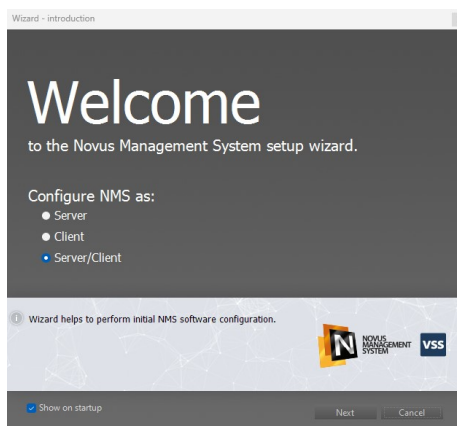 Wizard - introduction
Welcome
to the Novus Management System setup wizard.
Configure NMS as:
Server
Client
Server/Client
Wizard helps to perform initial NMS software configuration.
N
NOVUS
MANAGEMENT
SYSTEM
VSS
Show on startup
Next
Cancel